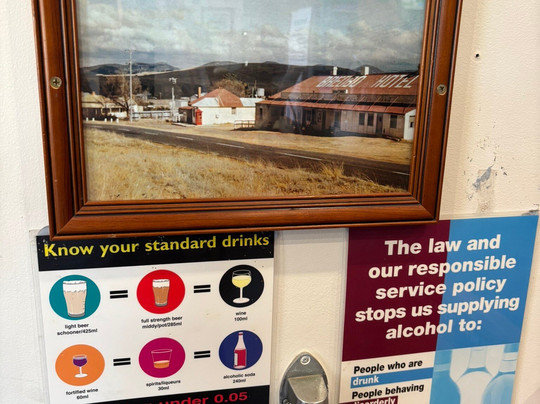 HOTEL
Know your standard drinks
light beer
schooner/425ml
=
full strength beer
middy/pot/285ml
=
wine
100ml
fortified wine
60ml
=
spirits/liqueurs
30ml
=
alcoholic soda
240ml
under 0.05
The law and
our responsible
service policy
stops us supplying
alcohol to:
People who are
drunk
People behaving
disorderly